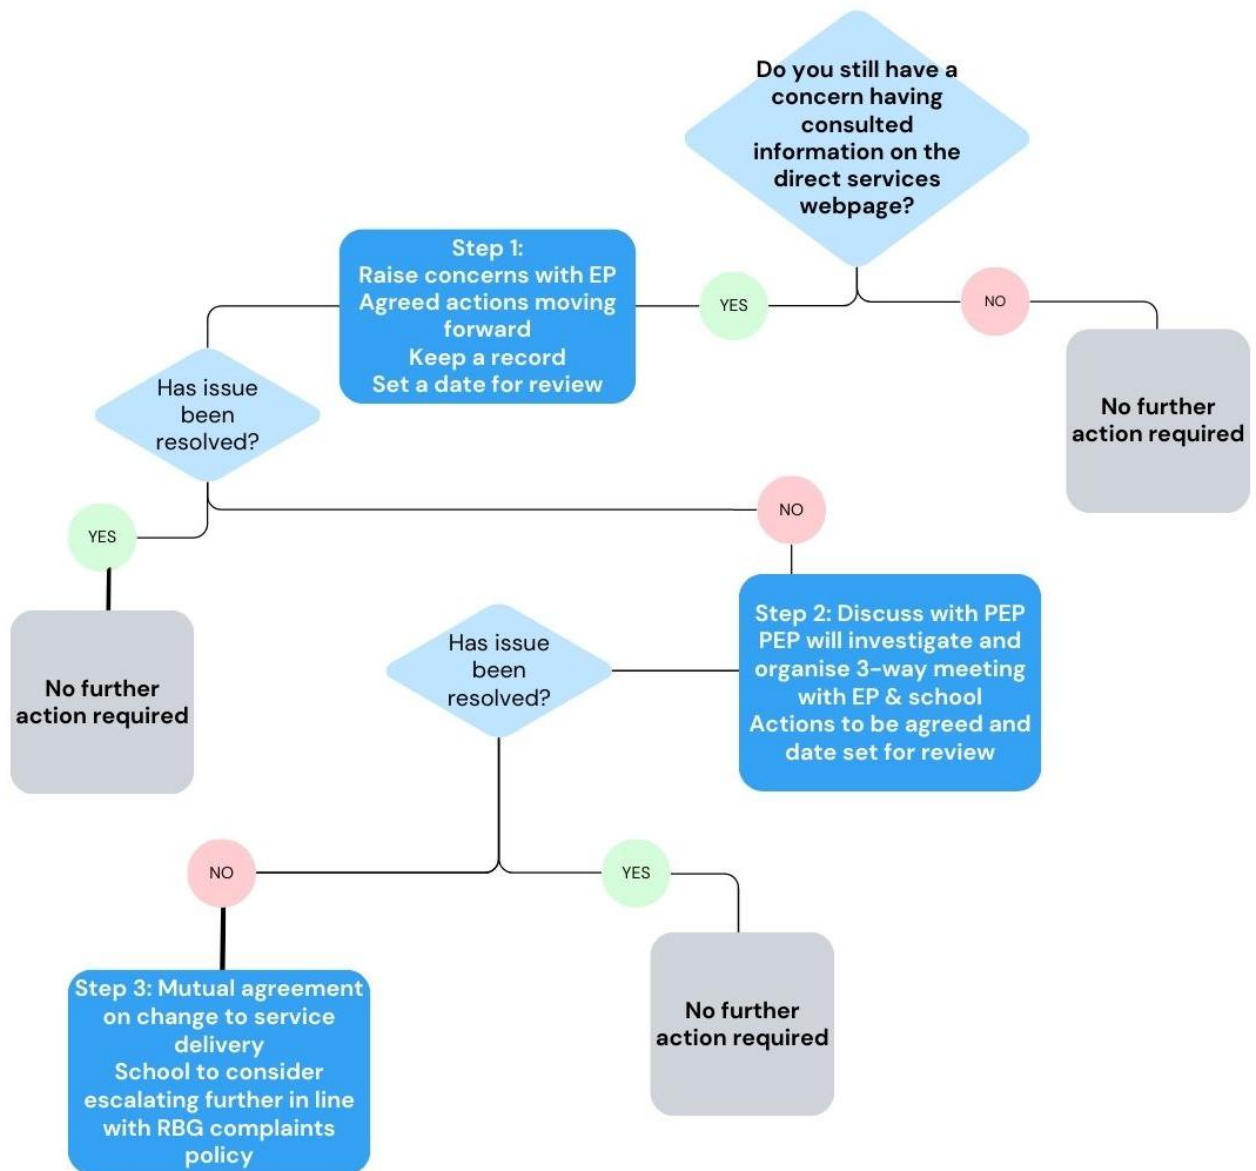 Do you still have a
concern having
consulted
information on the
direct services
webpage?
Step 1:
Raise concerns with EP
Agreed actions moving
forward
Keep a record
Set a date for review
YES
NO
No further
action required
Has issue
been
resolved?
YES
NO
No further
action required
Step 2: Discuss with PEP
PEP will investigate and
organise 3-way meeting
with EP & school
Actions to be agreed and
date set for review
Has issue
been
resolved?
NO
YES
Step 3: Mutual agreement
on change to service
delivery
School to consider
escalating further in line
with RBG complaints
policy
No further
action required